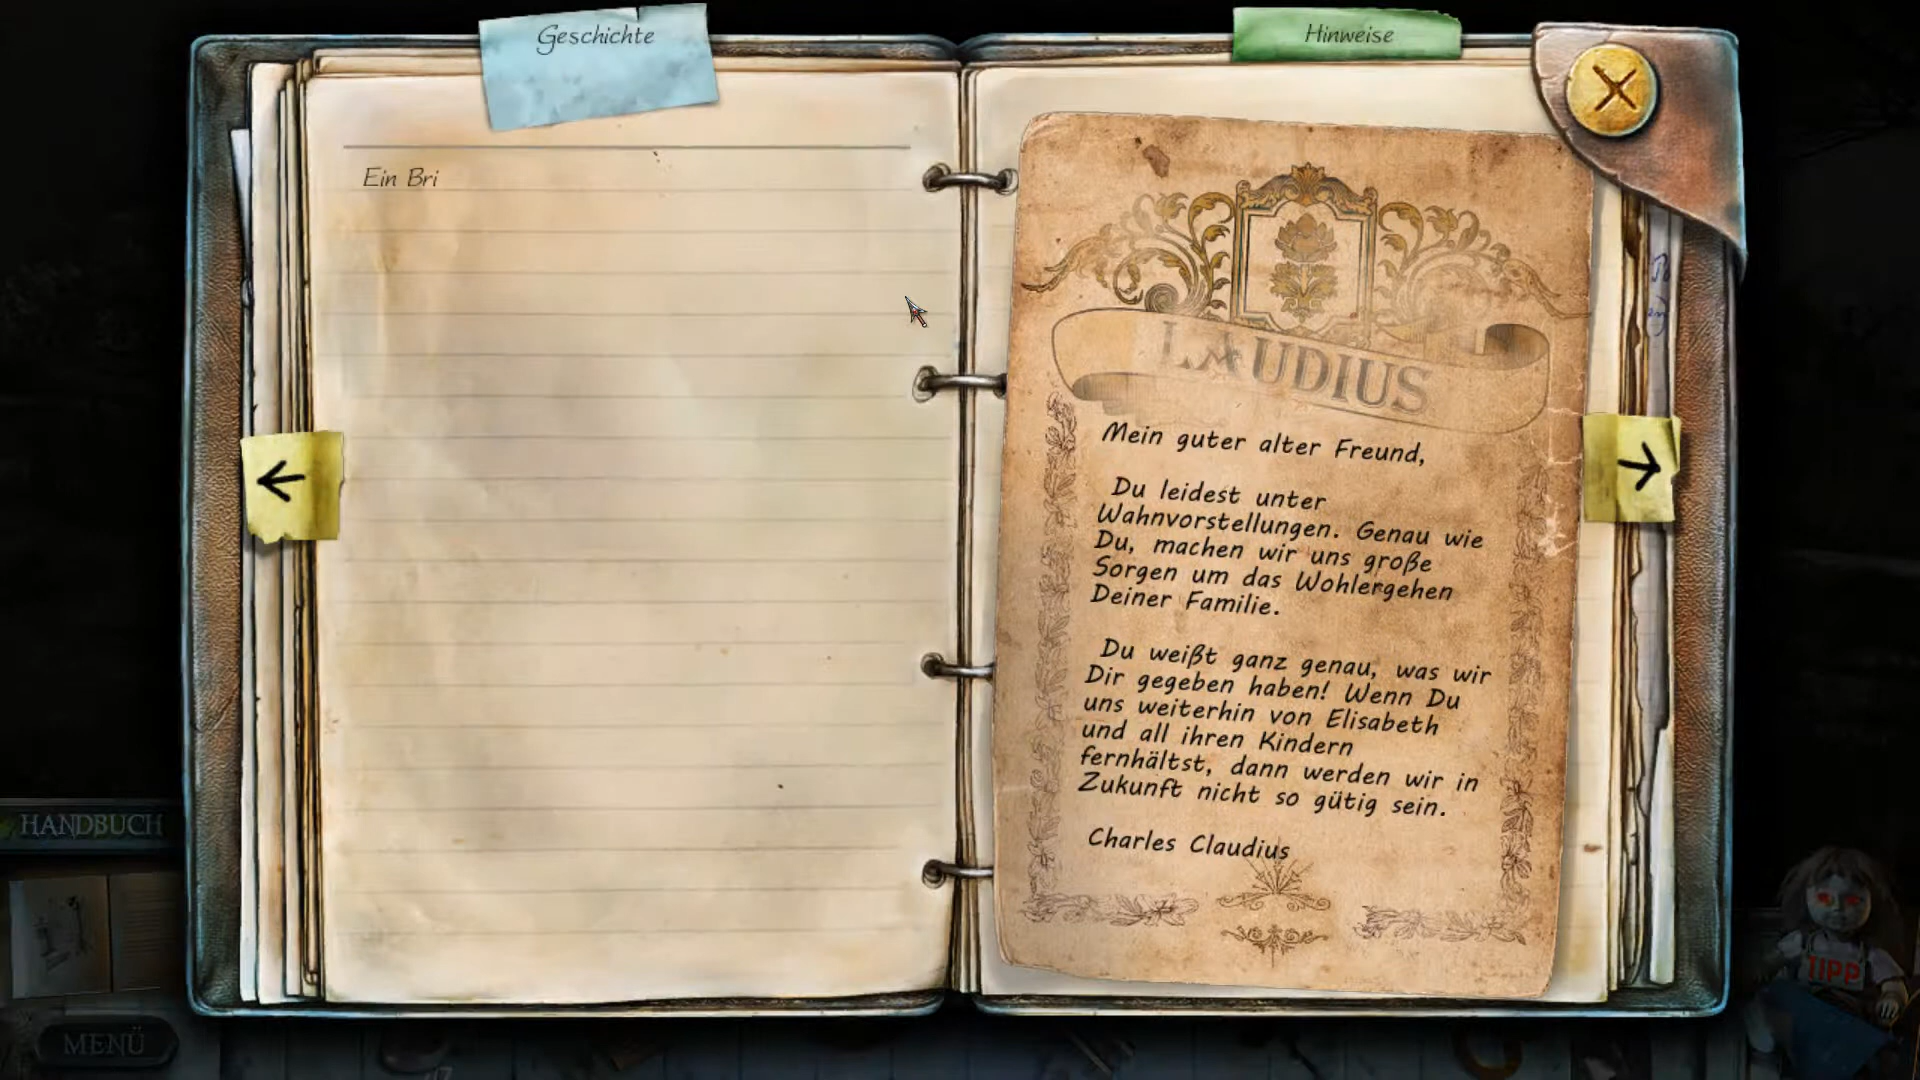 Geschichte
Hinweise
Ein Bri
LAUDIUS
Mein guter alter Freund,
Du leidest unter
Wahnvorstellungen. Genau wie
Du, machen wir uns große
Sorgen um das Wohlergehen
Deiner Familie.
Du weißt ganz genau, was wir
Dir gegeben haben! Wenn Du
uns weiterhin von Elisabeth
und all ihren Kindern
fernhältst, dann werden wir in
Zukunft nicht so gütig sein.
Charles Claudius
HANDBUCH
MENÜ
TIPP